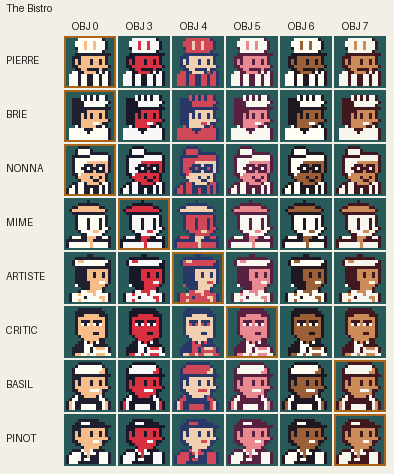 The Bistro
OBJ 0 OBJ 3 OBJ 4 OBJ 5 OBJ 6 OBJ 7
PIERRE
BRIE
NONNA
MIME
ARTISTE
CRITIC
BASIL
PINOT